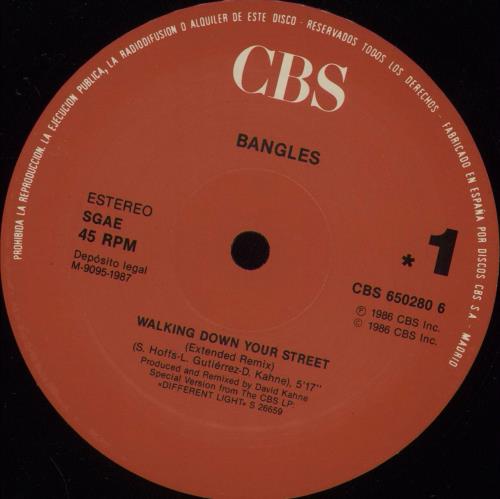 PROHIBIDA LA REPRODUCCION, LA EJECUCION PUBLICA, LA RADIODIFUSION O ALQUILER DE ESTE DISCO - RESERVADOS TODOS LOS DERECHOS - FABRICADO EN ESPAÑA POR DISCOS CBS S.A. - MADRID
CBS
BANGLES
ESTEREO
SGAE
45 RPM
Depósito legal
M-9095-1987
* 1
CBS 650280 6
Ⓟ 1986 CBS Inc.
© 1986 CBS Inc.
WALKING DOWN YOUR STREET
(Extended Remix)
(S. Hoffs-L. Gutiérrez-D. Kahne), 5'17"
Produced and Remixed by David Kahne
Special Version from The CBS LP:
«DIFFERENT LIGHT» S 26659